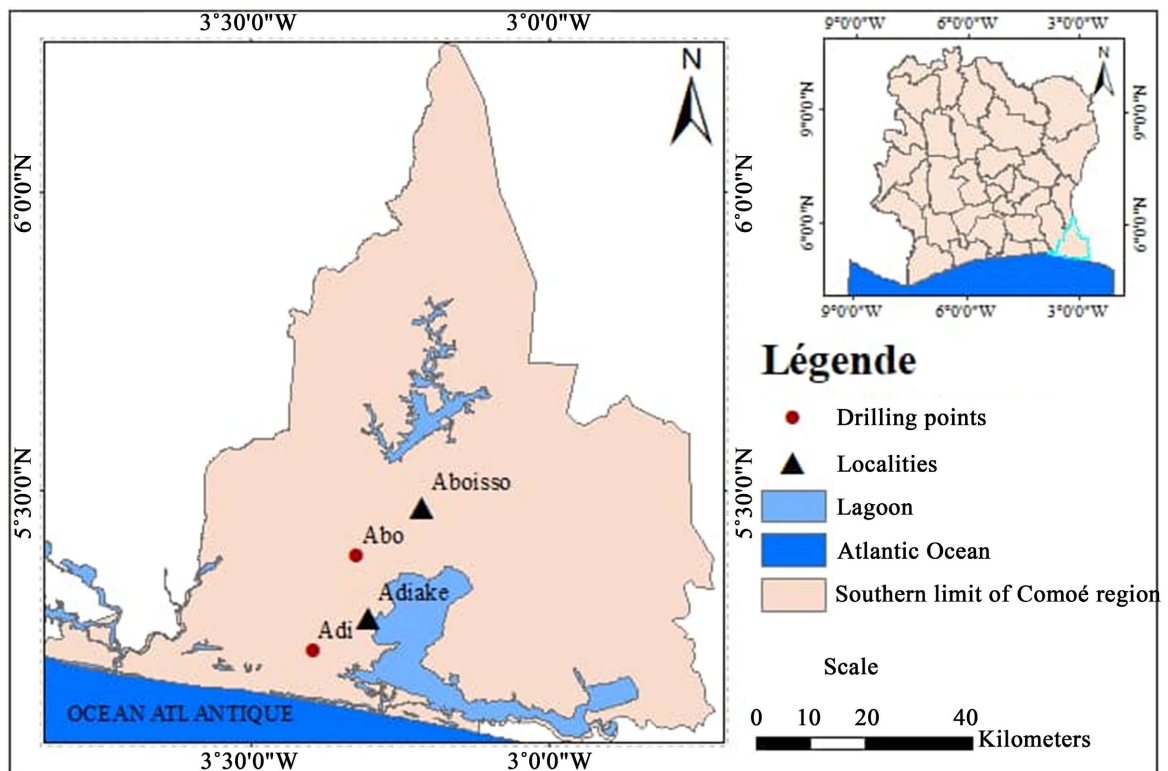 3°30'0"W 3°0'0"W
9°0'0"W 6°0'0"W 3°0'0"W
N
N
6°0'0"N 6°0'0"N
9°0'0"N 9°0'0"N
6°0'0"N 6°0'0"N
9°0'0"W 6°0'0"W 3°0'0"W
Légende
Drilling points
Localities
Lagoon
Atlantic Ocean
Southern limit of Comoé region
Aboisso
5°30'0"N 5°30'0"N
Abo
Adiake
Adi
OCEAN ATLANTIQUE
Scale
0 10 20 40
Kilometers
3°30'0"W 3°0'0"W